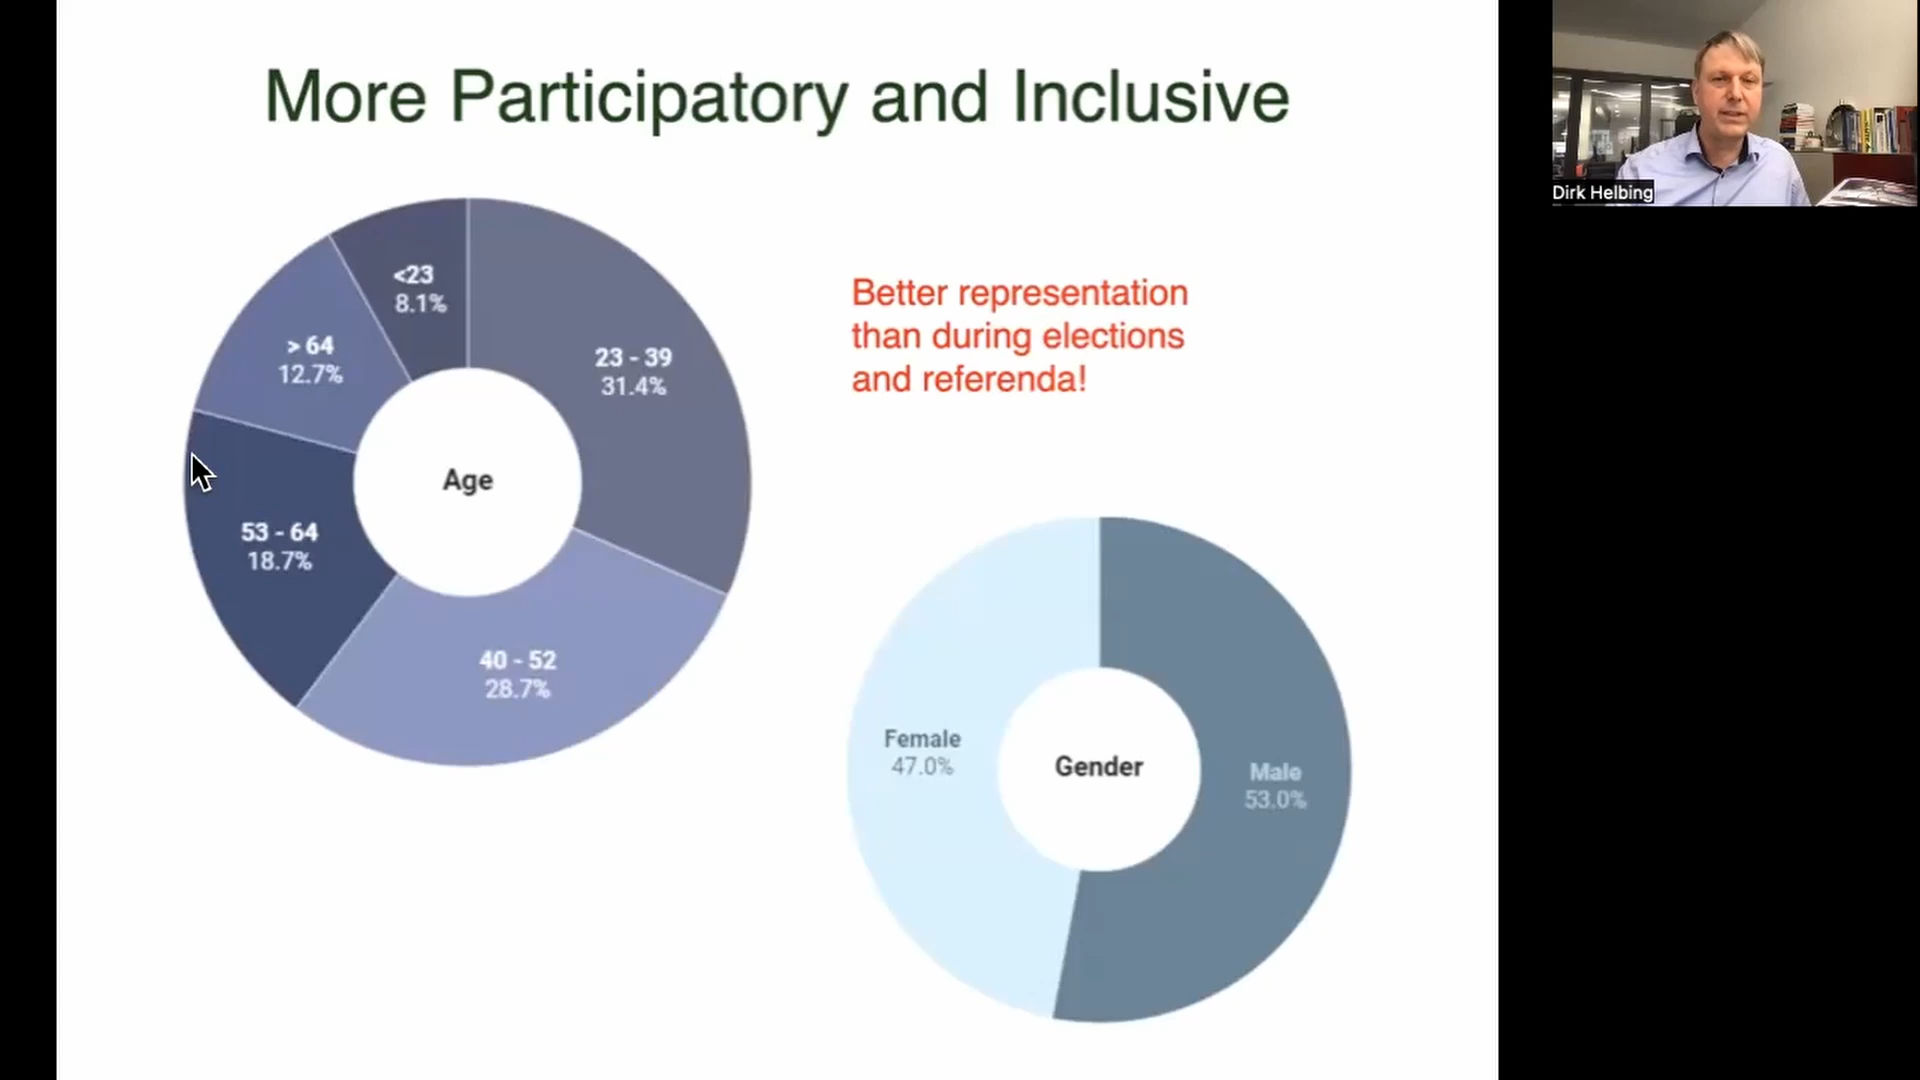 More Participatory and Inclusive
Dirk Helbing
<23
8.1%
> 64
12.7%
23 - 39
31.4%
Age
53 - 64
18.7%
40 - 52
28.7%
Better representation
than during elections
and referenda!
Female
47.0%
Gender
Male
53.0%